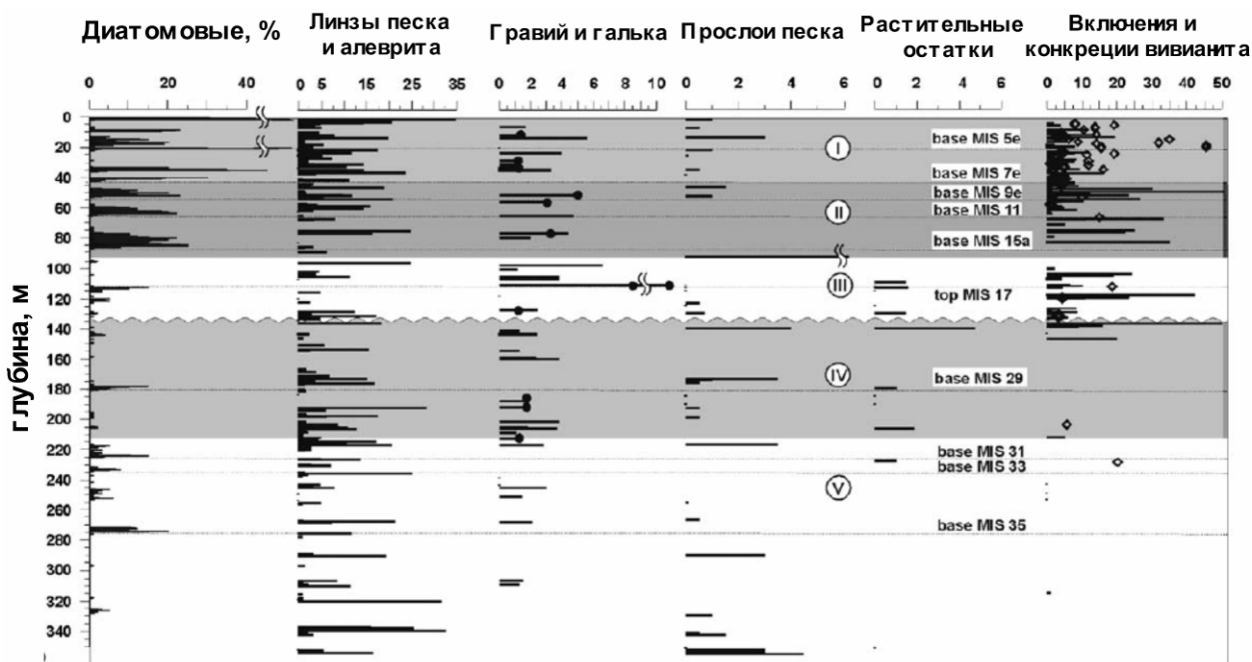 Диатомовые, %
Линзы песка
и алеврита
Гравий и галька
Прослои песка
Растительные
остатки
Включения и
конкреции вивианита
0 20 40
0 5 15 25 35
0 2 4 6 8 10
0 2 4 6
0 2 4 6
0 10 20 30 40 50
глубина, м
0
20
40
60
80
100
120
140
160
180
200
220
240
260
280
300
320
340
I
II
III
IV
V
base MIS 5e
base MIS 7e
base MIS 9e
base MIS 11
base MIS 15a
top MIS 17
base MIS 29
base MIS 31
base MIS 33
base MIS 35